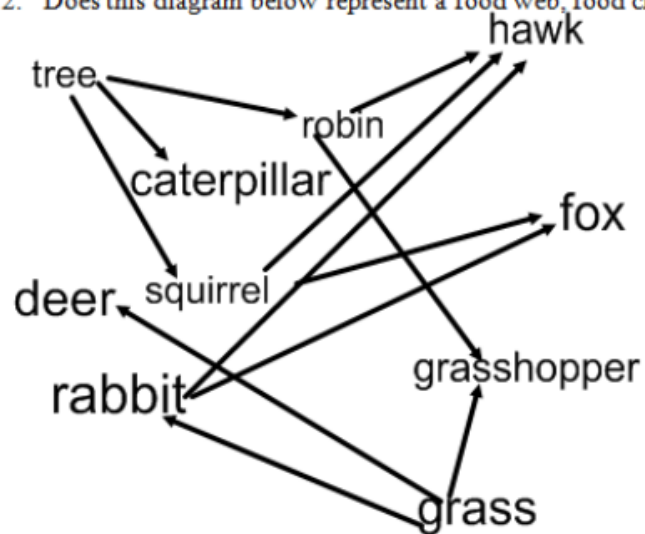 2. Does this diagram below represent a food web, food
hawk
tree
robin
caterpillar
fox
squirrel
deer
grasshopper
rabbit
grass